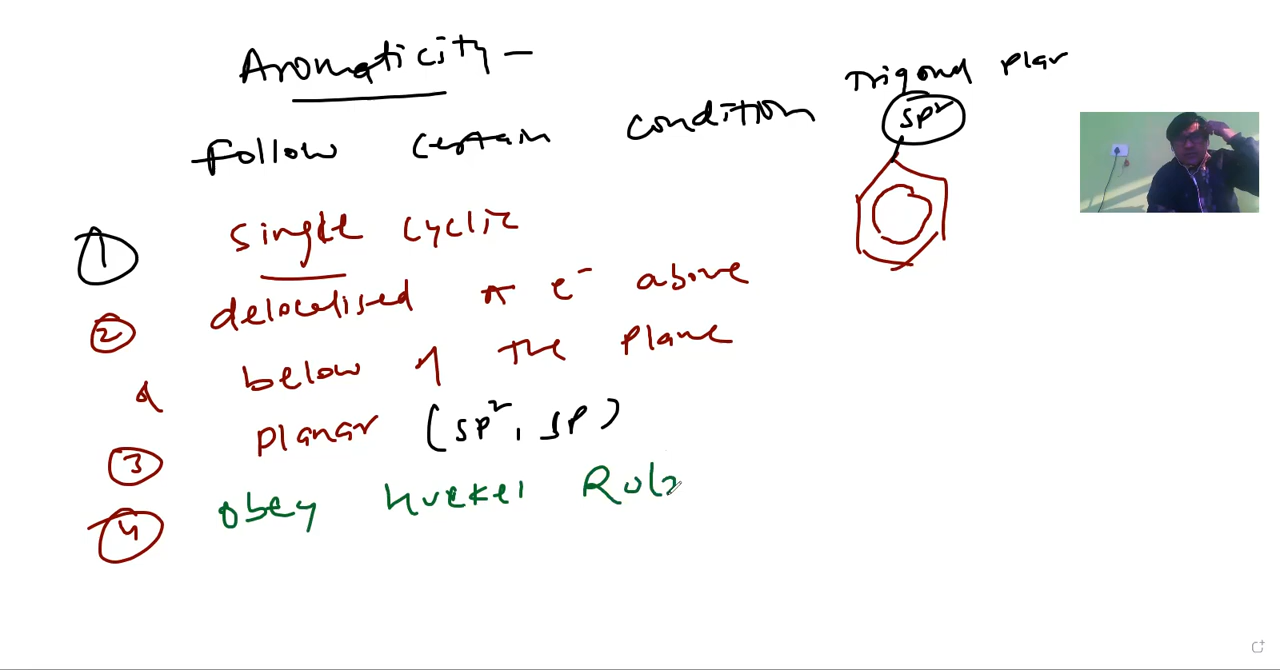 Aromaticity -
Trigonal plan
follow certain condition
sp²
① single cyclic
② delocalised π e⁻ above
& below of the plane
③ planar (sp², sp)
④ obey Huckel Rule